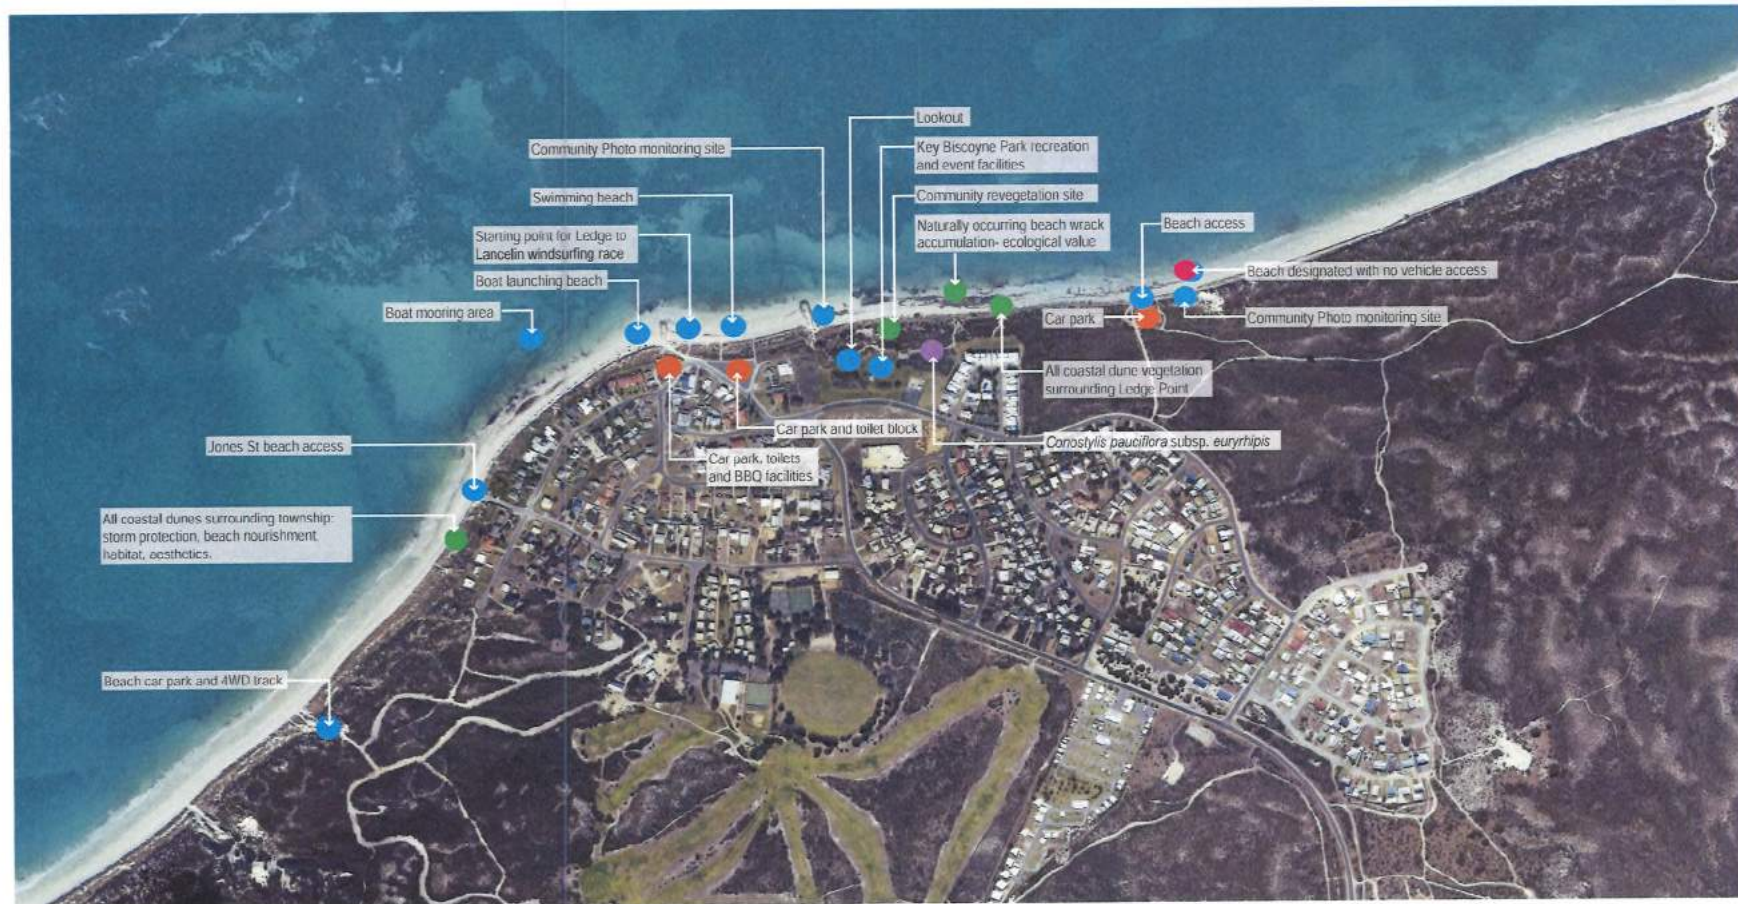 Lookout
Community Photo monitoring site
Key Biscoyne Park recreation
and event facilities
Swimming beach
Community revegetation site
Starting point for Ledge to
Lancelin windsurfing race
Naturally occurring beach wrack
accumulation- ecological value
Beach access
Boat launching beach
Beach designated with no vehicle access
Boat mooring area
Car park
Community Photo monitoring site
All coastal dune vegetation
surrounding Ledge Point
Car park and toilet block
Conostylis pauciflora subsp. euryrhipis
Jones St beach access
Car park, toilets
and BBQ facilities
All coastal dunes surrounding township:
storm protection, beach nourishment,
habitat, aesthetics.
Beach car park and 4WD track